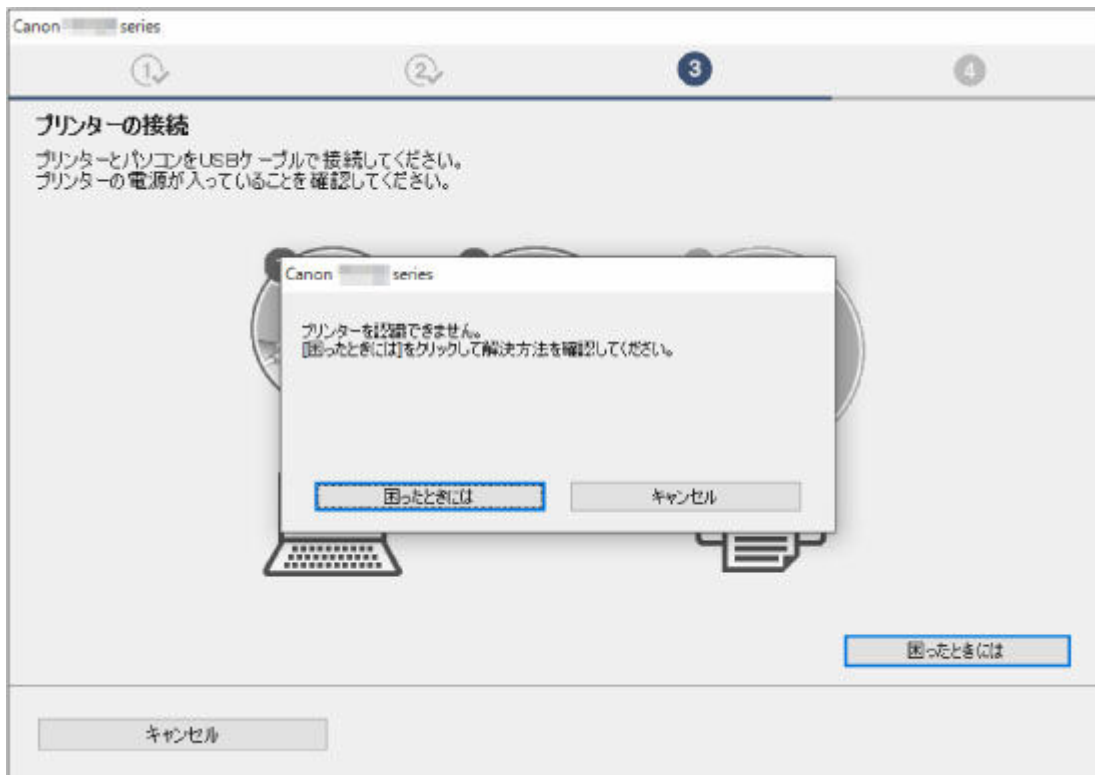 Canon series
1
2
3
4
プリンターの接続
プリンターとパソコンをUSBケーブルで接続してください。
プリンターの電源が入っていることを確認してください。
Canon series
プリンターを認識できません。
[困ったときには]をクリックして解決方法を確認してください。
困ったときには
キャンセル
困ったときには
キャンセル